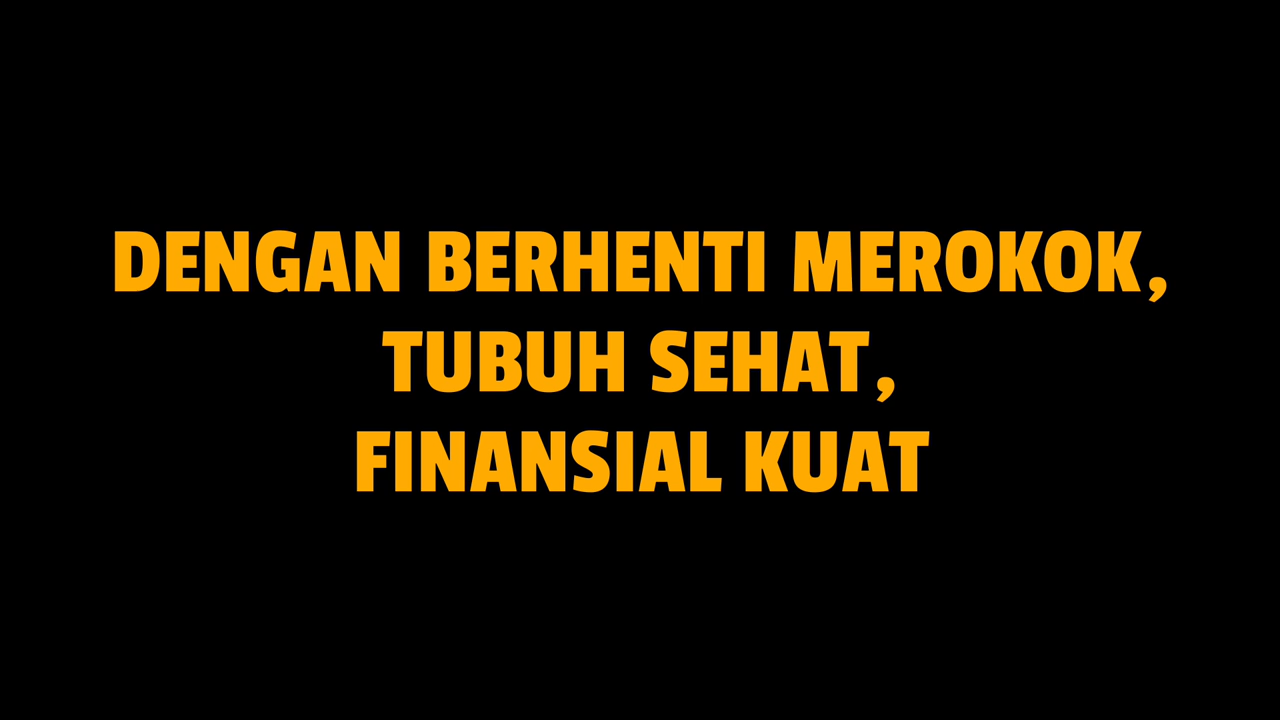 DENGAN BERHENTI MEROKOK,
TUBUH SEHAT,
FINANSIAL KUAT